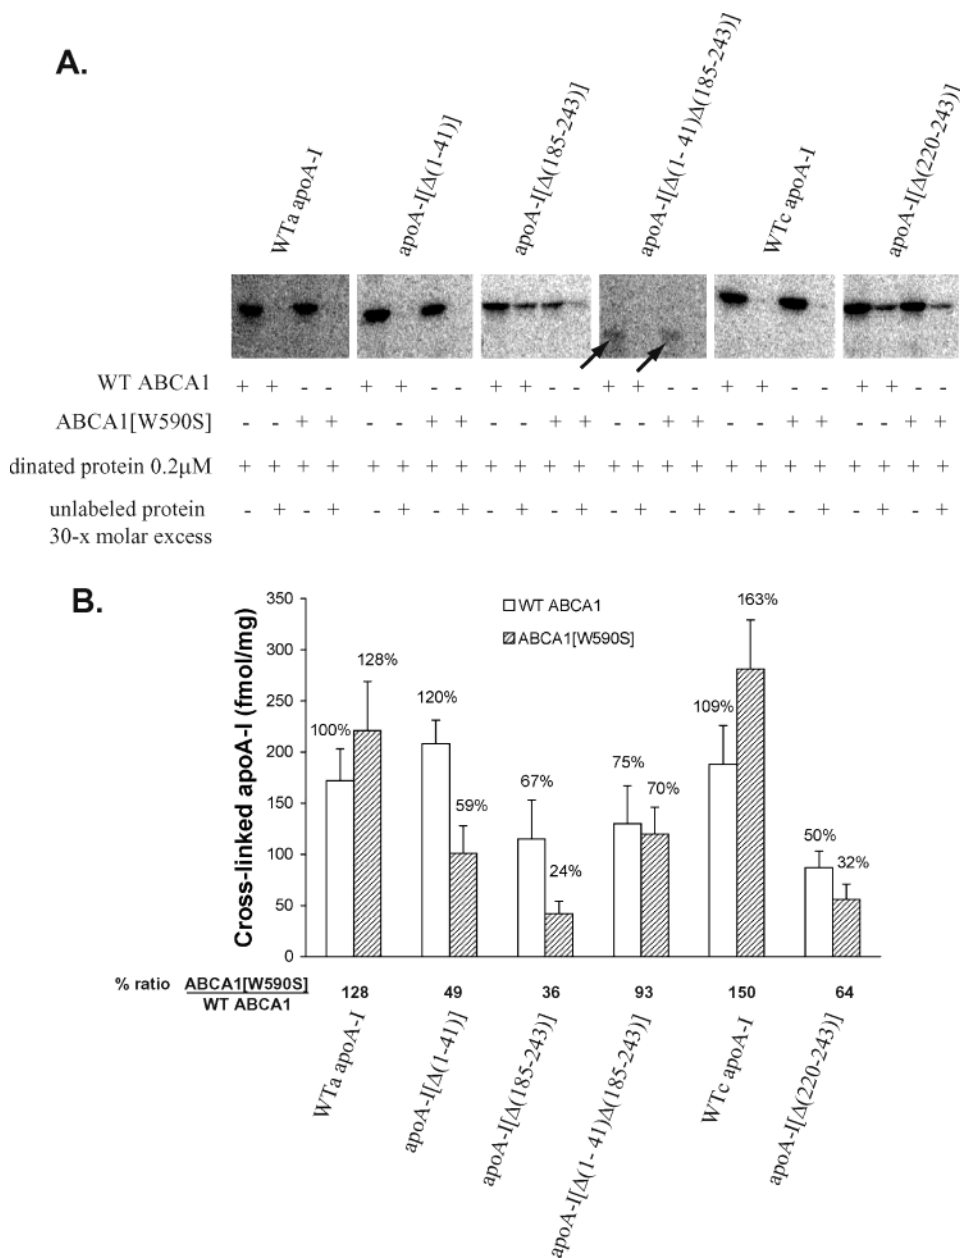 A.
WTa apoA-I
apoA-I[Δ(1-41)]
apoA-I[Δ(185-243)]
apoA-I[Δ(1- 41)Δ(185-243)]
WTc apoA-I
apoA-I[Δ(220-243)]
WT ABCA1 + + - - + + - - + + - - + + - - + + - - + + - -
ABCA1[W590S] - - + + - - + + - - + + - - + + - - + + - - + +
dinated protein 0.2μM + + + + + + + + + + + + + + + + + + + + + + + +
unlabeled protein - + - + - + - + - + - + - + - + - + - + - + - +
30-x molar excess
B.
Cross-linked apoA-I (fmol/mg)
350
300
250
200
150
100
50
0
WT ABCA1
ABCA1[W590S]
100% 128% 120% 59% 67% 24% 75% 70% 109% 163% 50% 32%
% ratio ABCA1[W590S]
WT ABCA1
128 49 36 93 150 64
WTa apoA-I
apoA-I[Δ(1-41)]
apoA-I[Δ(185-243)]
apoA-I[Δ(1- 41)Δ(185-243)]
WTc apoA-I
apoA-I[Δ(220-243)]